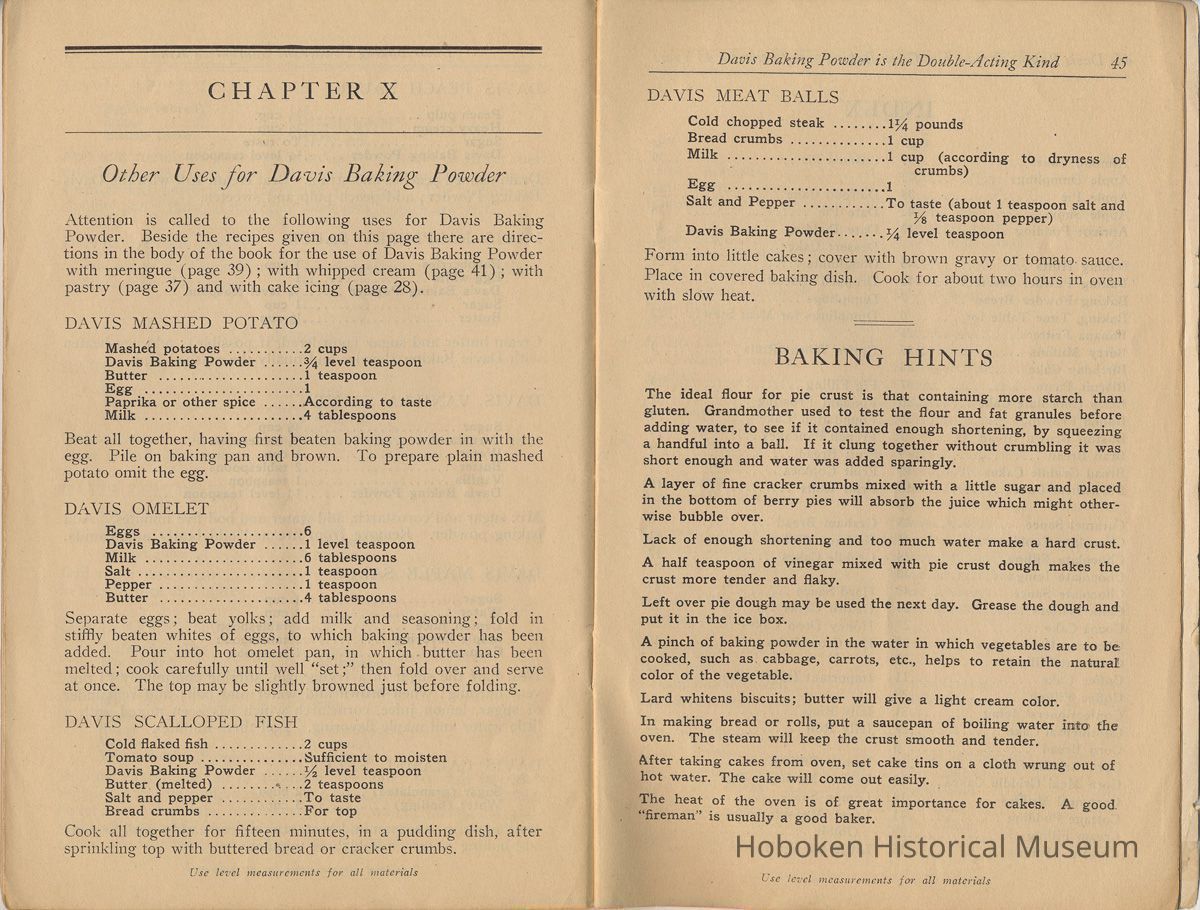 CHAPTER X
Other Uses for Davis Baking Powder
Attention is called to the following uses for Davis Baking
Powder. Beside the recipes given on this page there are direc-
tions in the body of the book for the use of Davis Baking Powder
with meringue (page 39) ; with whipped cream (page 41) ; with
pastry (page 37) and with cake icing (page 28).
DAVIS MASHED POTATO
Mashed potatoes ..........2 cups
Davis Baking Powder ......¾ level teaspoon
Butter ...................1 teaspoon
Egg .....................1
Paprika or other spice ......According to taste
Milk .....................4 tablespoons
Beat all together, having first beaten baking powder in with the
egg. Pile on baking pan and brown. To prepare plain mashed
potato omit the egg.
DAVIS OMELET
Eggs ....................6
Davis Baking Powder ......1 level teaspoon
Milk .....................6 tablespoons
Salt ......................1 teaspoon
Pepper ...................1 teaspoon
Butter ...................4 tablespoons
Separate eggs; beat yolks; add milk and seasoning; fold in
stiffly beaten whites of eggs, to which baking powder has been
added. Pour into hot omelet pan, in which butter has been
melted; cook carefully until well “set;” then fold over and serve
at once. The top may be slightly browned just before folding.
DAVIS SCALLOPED FISH
Cold flaked fish ............2 cups
Tomato soup ..............Sufficient to moisten
Davis Baking Powder ......½ level teaspoon
Butter (melted) ...........2 teaspoons
Salt and pepper ...........To taste
Bread crumbs .............For top
Cook all together for fifteen minutes, in a pudding dish, after
sprinkling top with buttered bread or cracker crumbs.
Use level measurements for all materials
Davis Baking Powder is the Double-Acting Kind 45
DAVIS MEAT BALLS
Cold chopped steak ........1¼ pounds
Bread crumbs .............1 cup
Milk .....................1 cup (according to dryness of
crumbs)
Egg .....................1
Salt and Pepper ............To taste (about 1 teaspoon salt and
⅛ teaspoon pepper)
Davis Baking Powder.......¼ level teaspoon
Form into little cakes; cover with brown gravy or tomato sauce.
Place in covered baking dish. Cook for about two hours in oven
with slow heat.
BAKING HINTS
The ideal flour for pie crust is that containing more starch than
gluten. Grandmother used to test the flour and fat granules before
adding water, to see if it contained enough shortening, by squeezing
a handful into a ball. If it clung together without crumbling it was
short enough and water was added sparingly.
A layer of fine cracker crumbs mixed with a little sugar and placed
in the bottom of berry pies will absorb the juice which might other-
wise bubble over.
Lack of enough shortening and too much water make a hard crust.
A half teaspoon of vinegar mixed with pie crust dough makes the
crust more tender and flaky.
Left over pie dough may be used the next day. Grease the dough and
put it in the ice box.
A pinch of baking powder in the water in which vegetables are to be
cooked, such as cabbage, carrots, etc., helps to retain the natural
color of the vegetable.
Lard whitens biscuits; butter will give a light cream color.
In making bread or rolls, put a saucepan of boiling water into the
oven. The steam will keep the crust smooth and tender.
After taking cakes from oven, set cake tins on a cloth wrung out of
hot water. The cake will come out easily.
The heat of the oven is of great importance for cakes. A good
“fireman” is usually a good baker.
Hoboken Historical Museum
Use level measurements for all materials